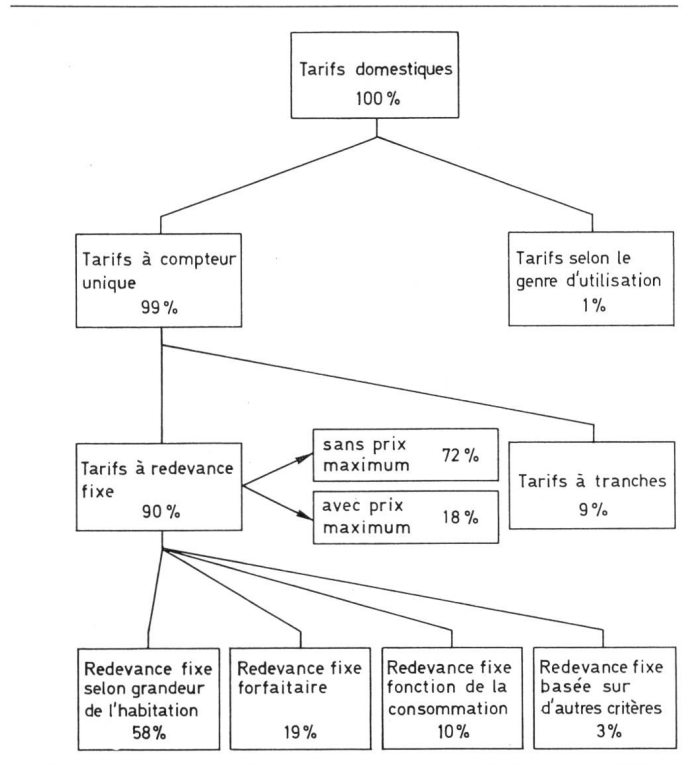 Tarifs domestiques
100 %
Tarifs à compteur
unique
99 %
Tarifs selon le
genre d'utilisation
1 %
Tarifs à redevance
fixe
90 %
sans prix
maximum 72 %
avec prix
maximum 18 %
Tarifs à tranches
9 %
Redevance fixe
selon grandeur
de l'habitation
58 %
Redevance fixe
forfaitaire
19 %
Redevance fixe
fonction de la
consommation
10 %
Redevance fixe
basée sur
d'autres critères
3 %